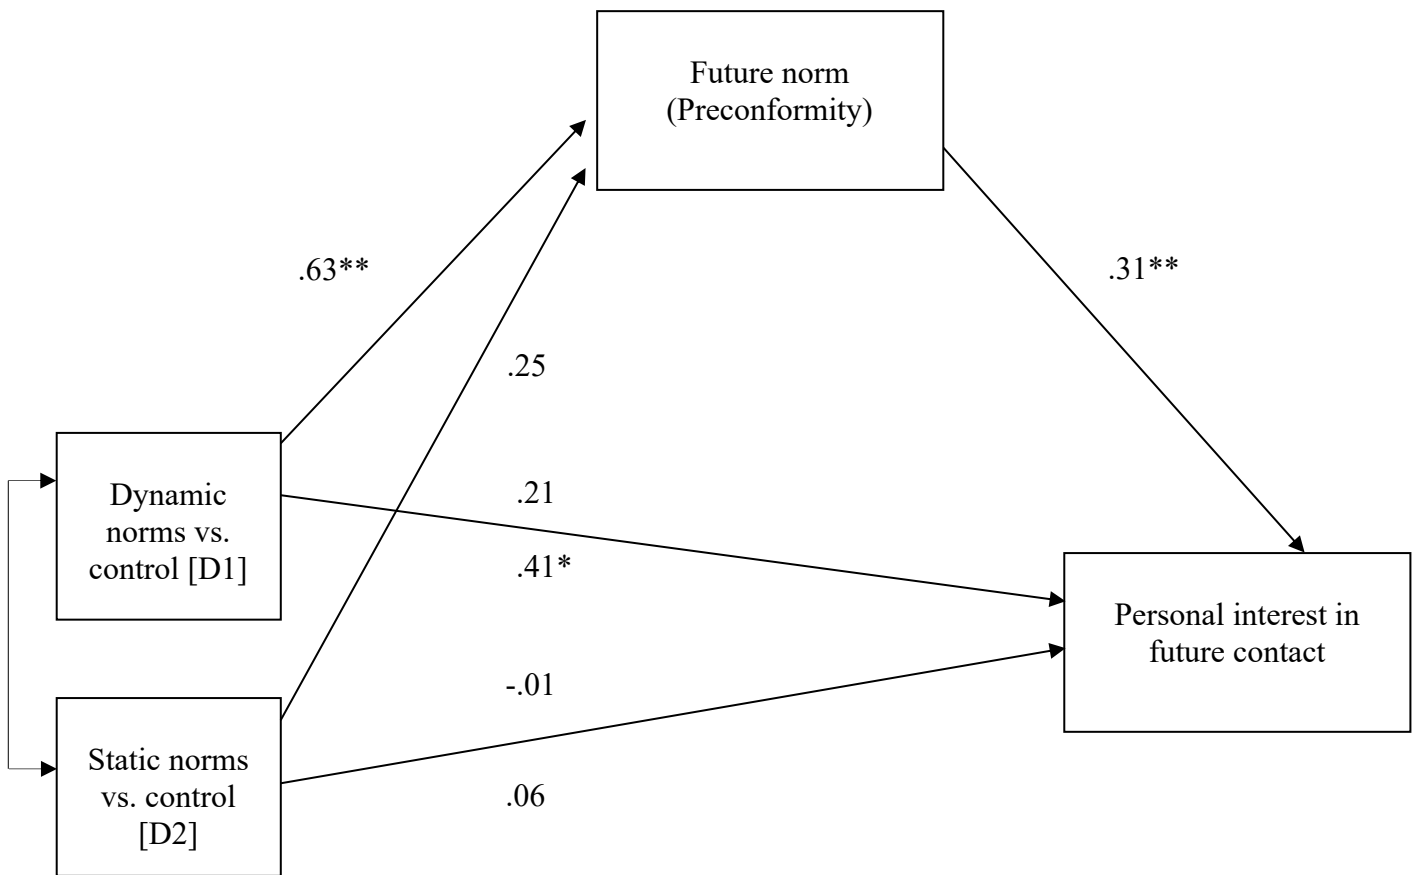 Future norm
(Preconformity)
.63**
.31**
.25
Dynamic
norms vs.
control [D1]
.21
.41*
Personal interest in
future contact
-.01
Static norms
vs. control
[D2]
.06